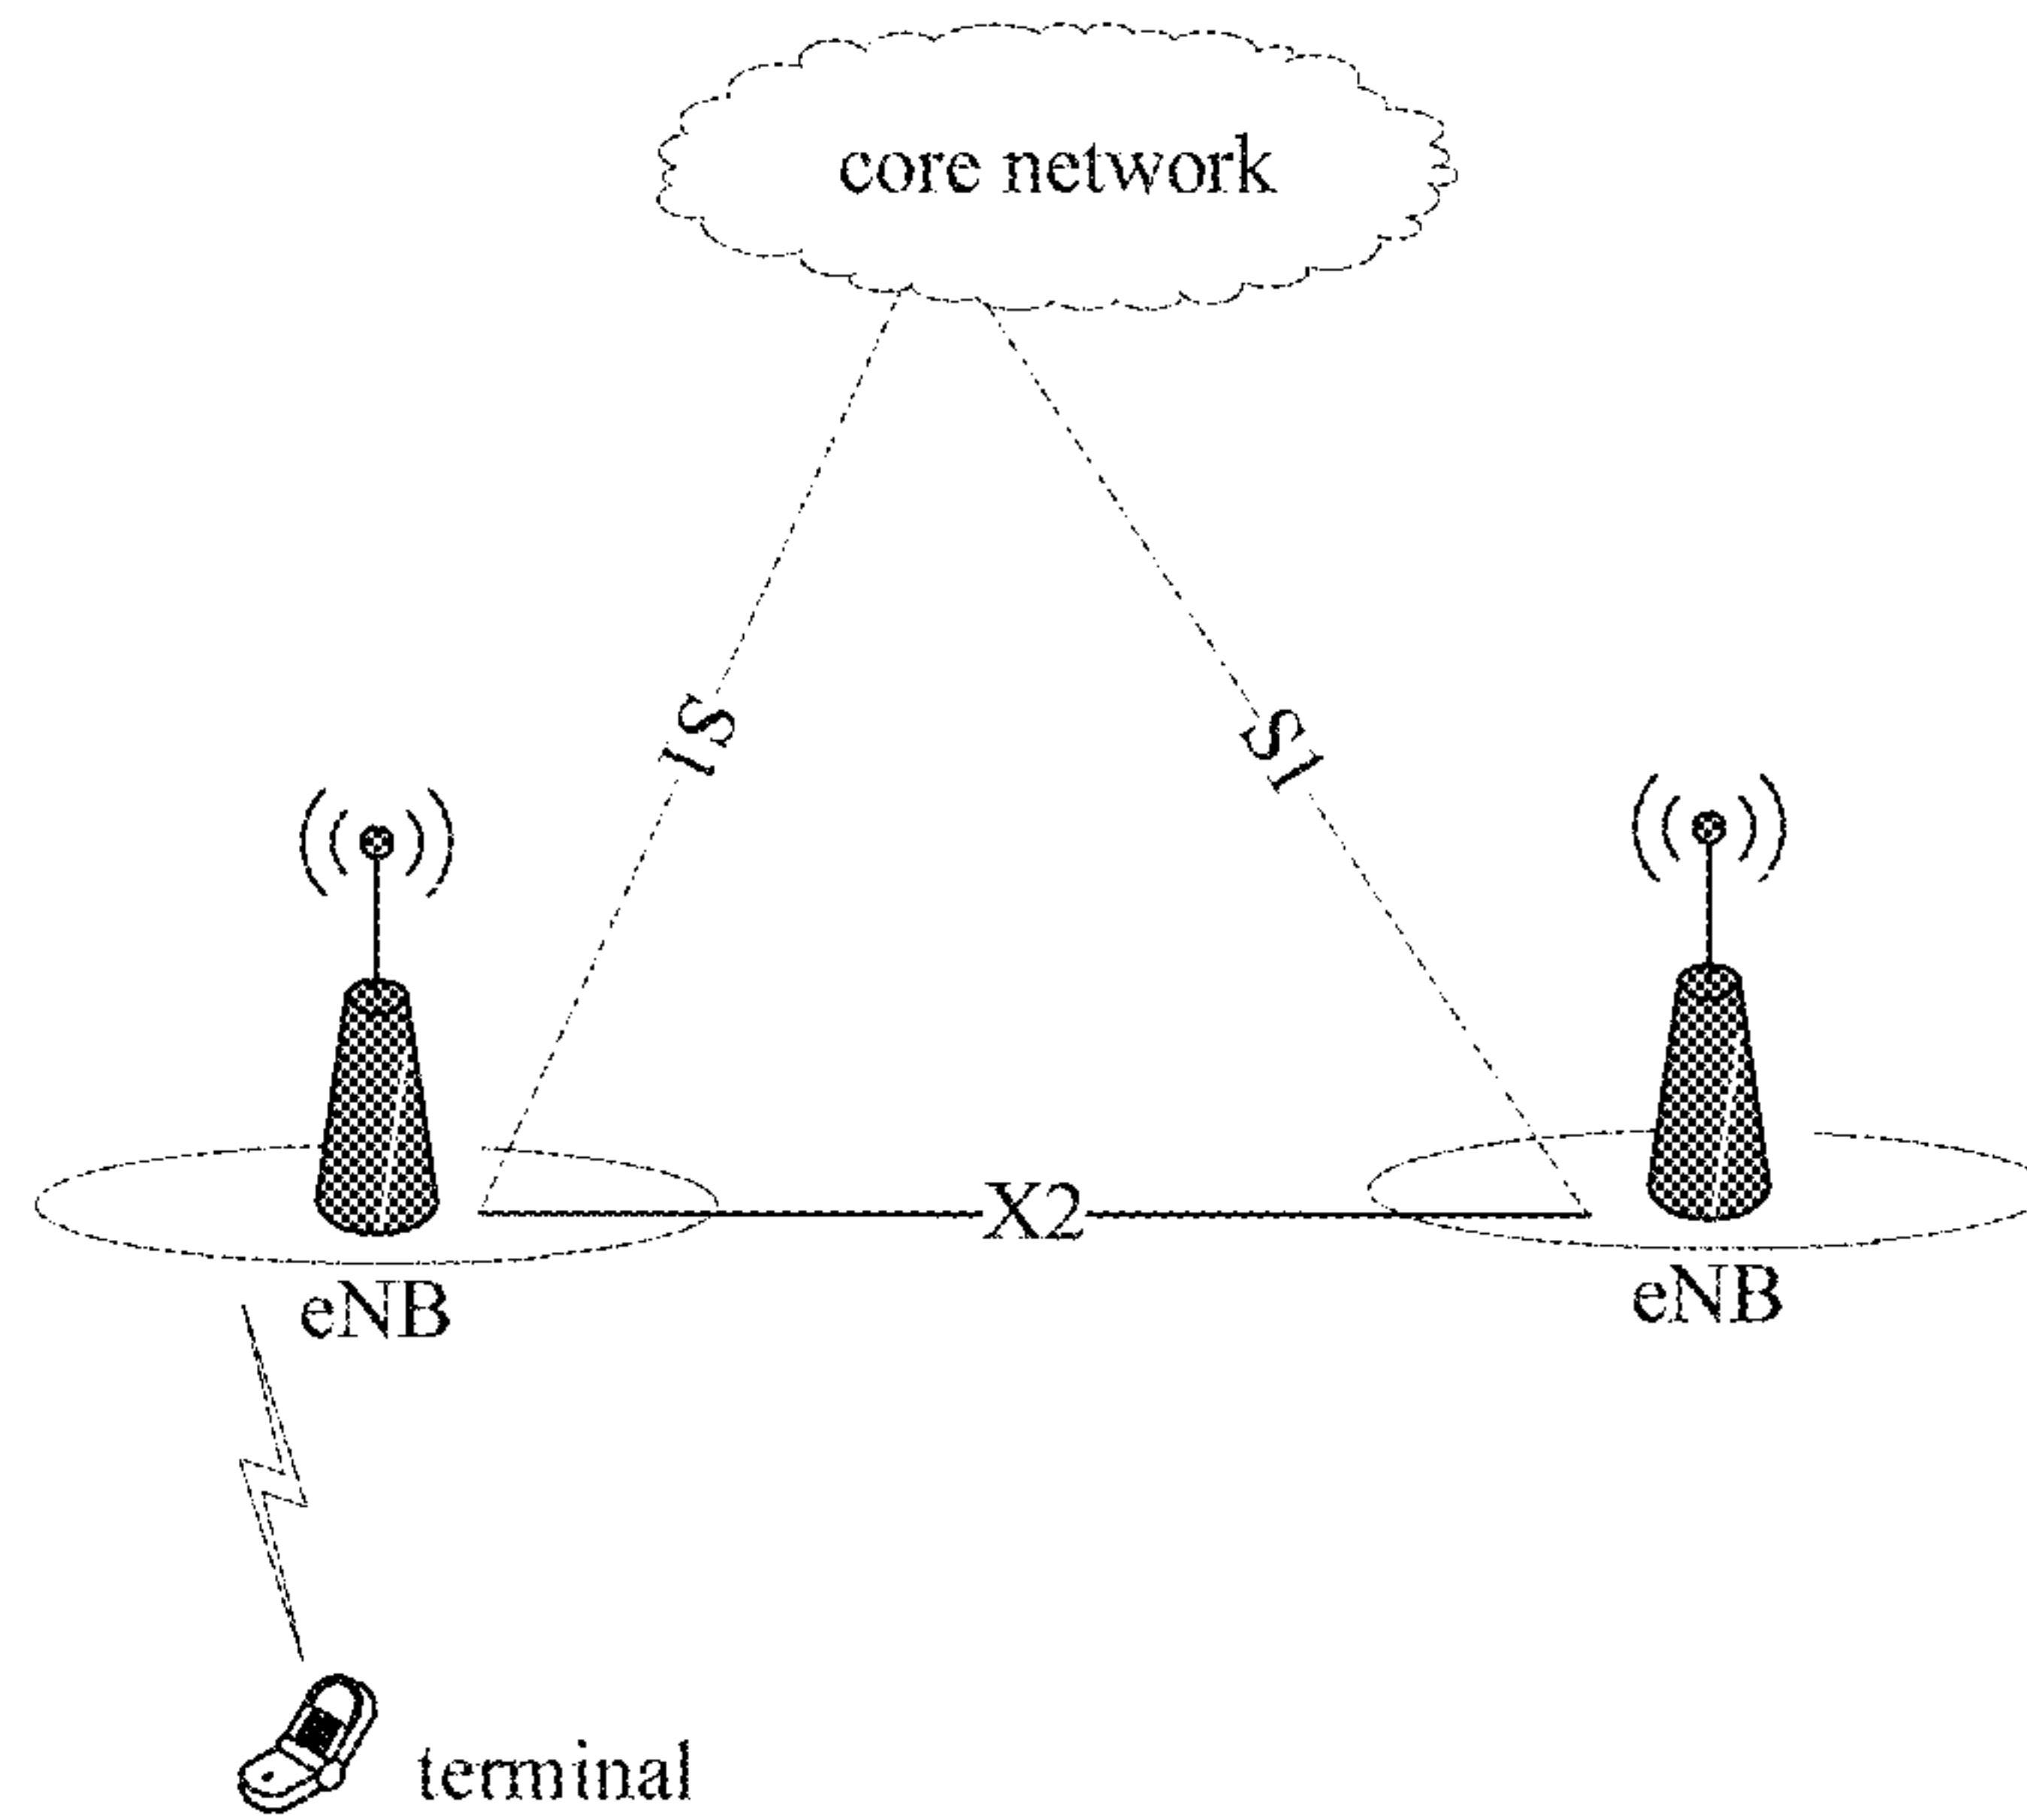 core network
S1
S1
X2
eNB
eNB
terminal